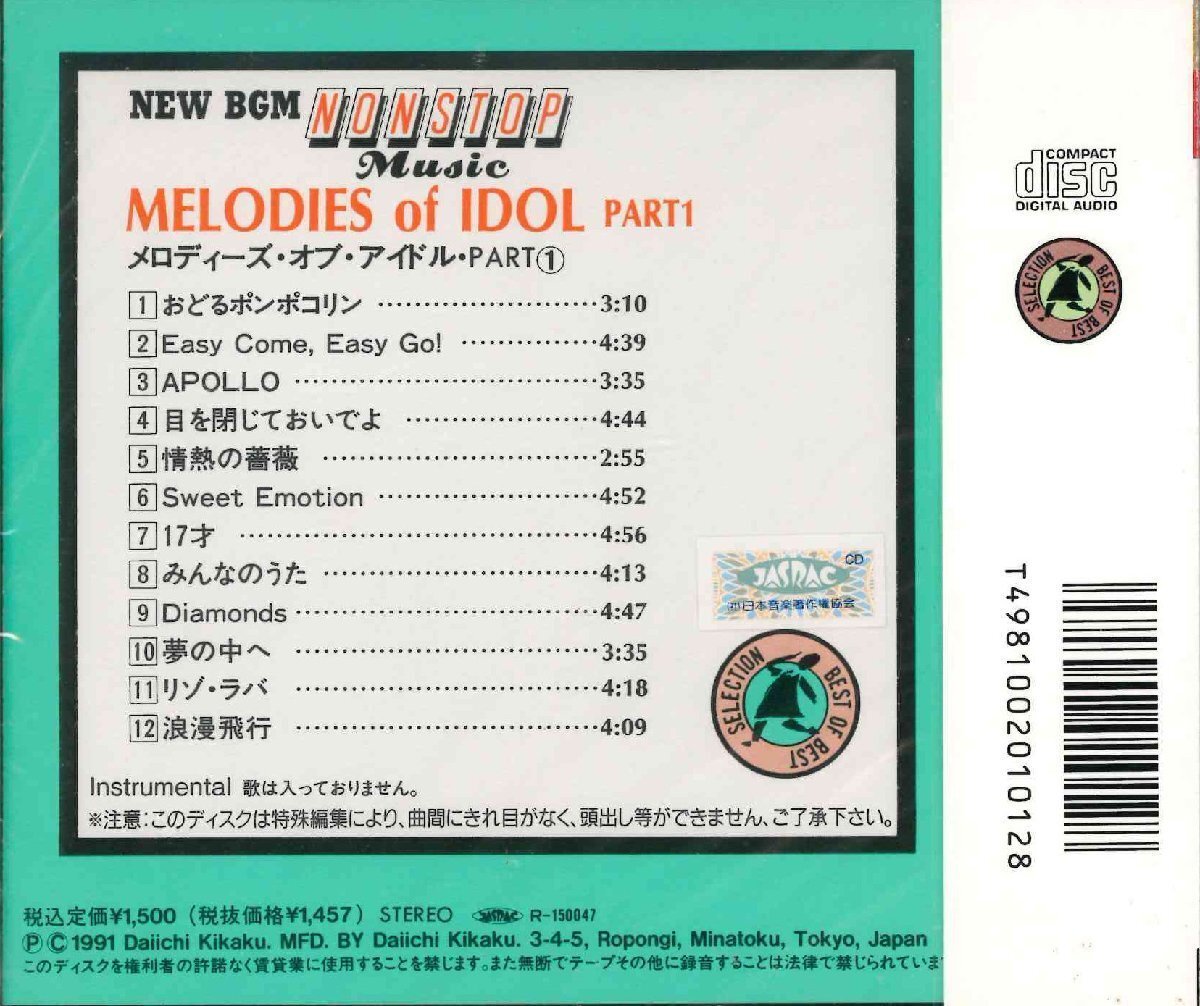 NEW BGM NONSTOP
Music
MELODIES of IDOL PART1
メロディーズ・オブ・アイドル・PART①
1 おどるポンポコリン ……………………3:10
2 Easy Come, Easy Go! ……………4:39
3 APOLLO ……………………………3:35
4 目を閉じておいでよ …………………4:44
5 情熱の薔薇 …………………………2:55
6 Sweet Emotion ……………………4:52
7 17才 …………………………………4:56
8 みんなのうた …………………………4:13
9 Diamonds ……………………………4:47
10 夢の中へ ……………………………3:35
11 リゾ・ラバ ……………………………4:18
12 浪漫飛行 ……………………………4:09
Instrumental 歌は入っておりません。
※注意:このディスクは特殊編集により、曲間にきれ目がなく、頭出し等ができません、ご了承下さい。
JASRAC CD
(社)日本音楽著作権協会
SELECTION BEST OF BEST
税込定価¥1,500(税抜価格¥1,457) STEREO JASRAC R-150047
ⓅⒸ1991 Daiichi Kikaku. MFD. BY Daiichi Kikaku. 3-4-5, Ropongi, Minatoku, Tokyo, Japan
このディスクを権利者の許諾なく賃貸業に使用することを禁じます。また無断でテープその他に録音することは法律で禁じられていま
COMPACT
disc
DIGITAL AUDIO
SELECTION BEST OF BEST
T4981002010128